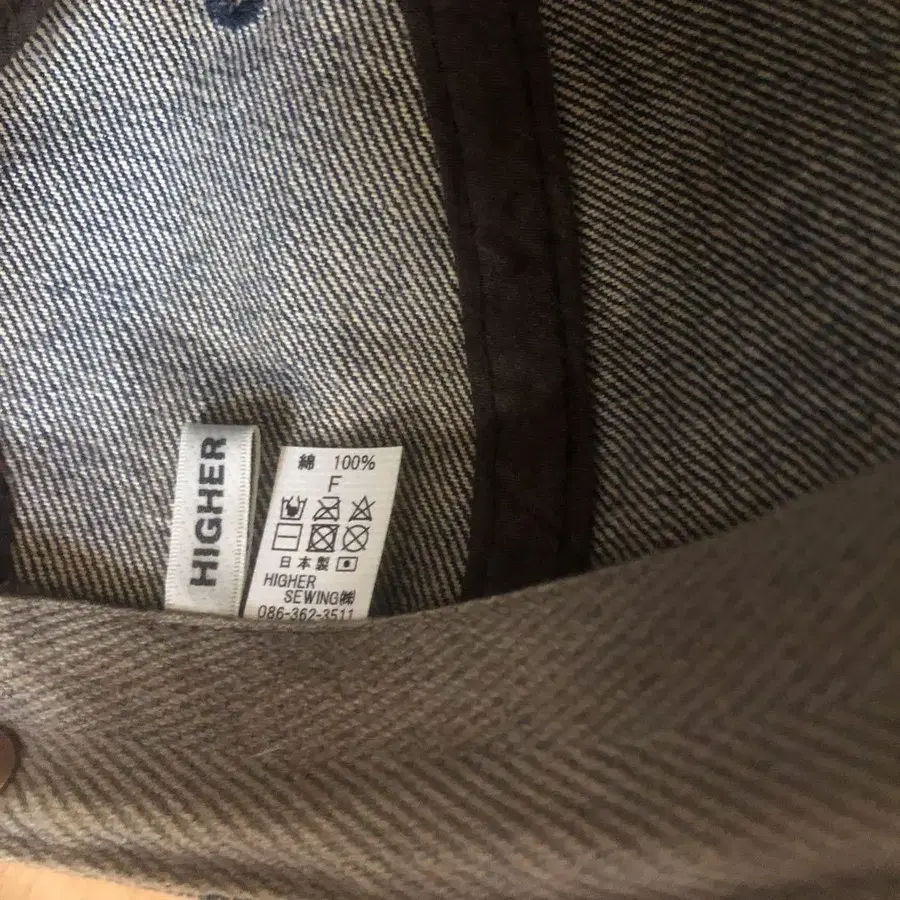 HIGHER
綿 100%
F
日本製
HIGHER
SEWING㈱
086-362-3511